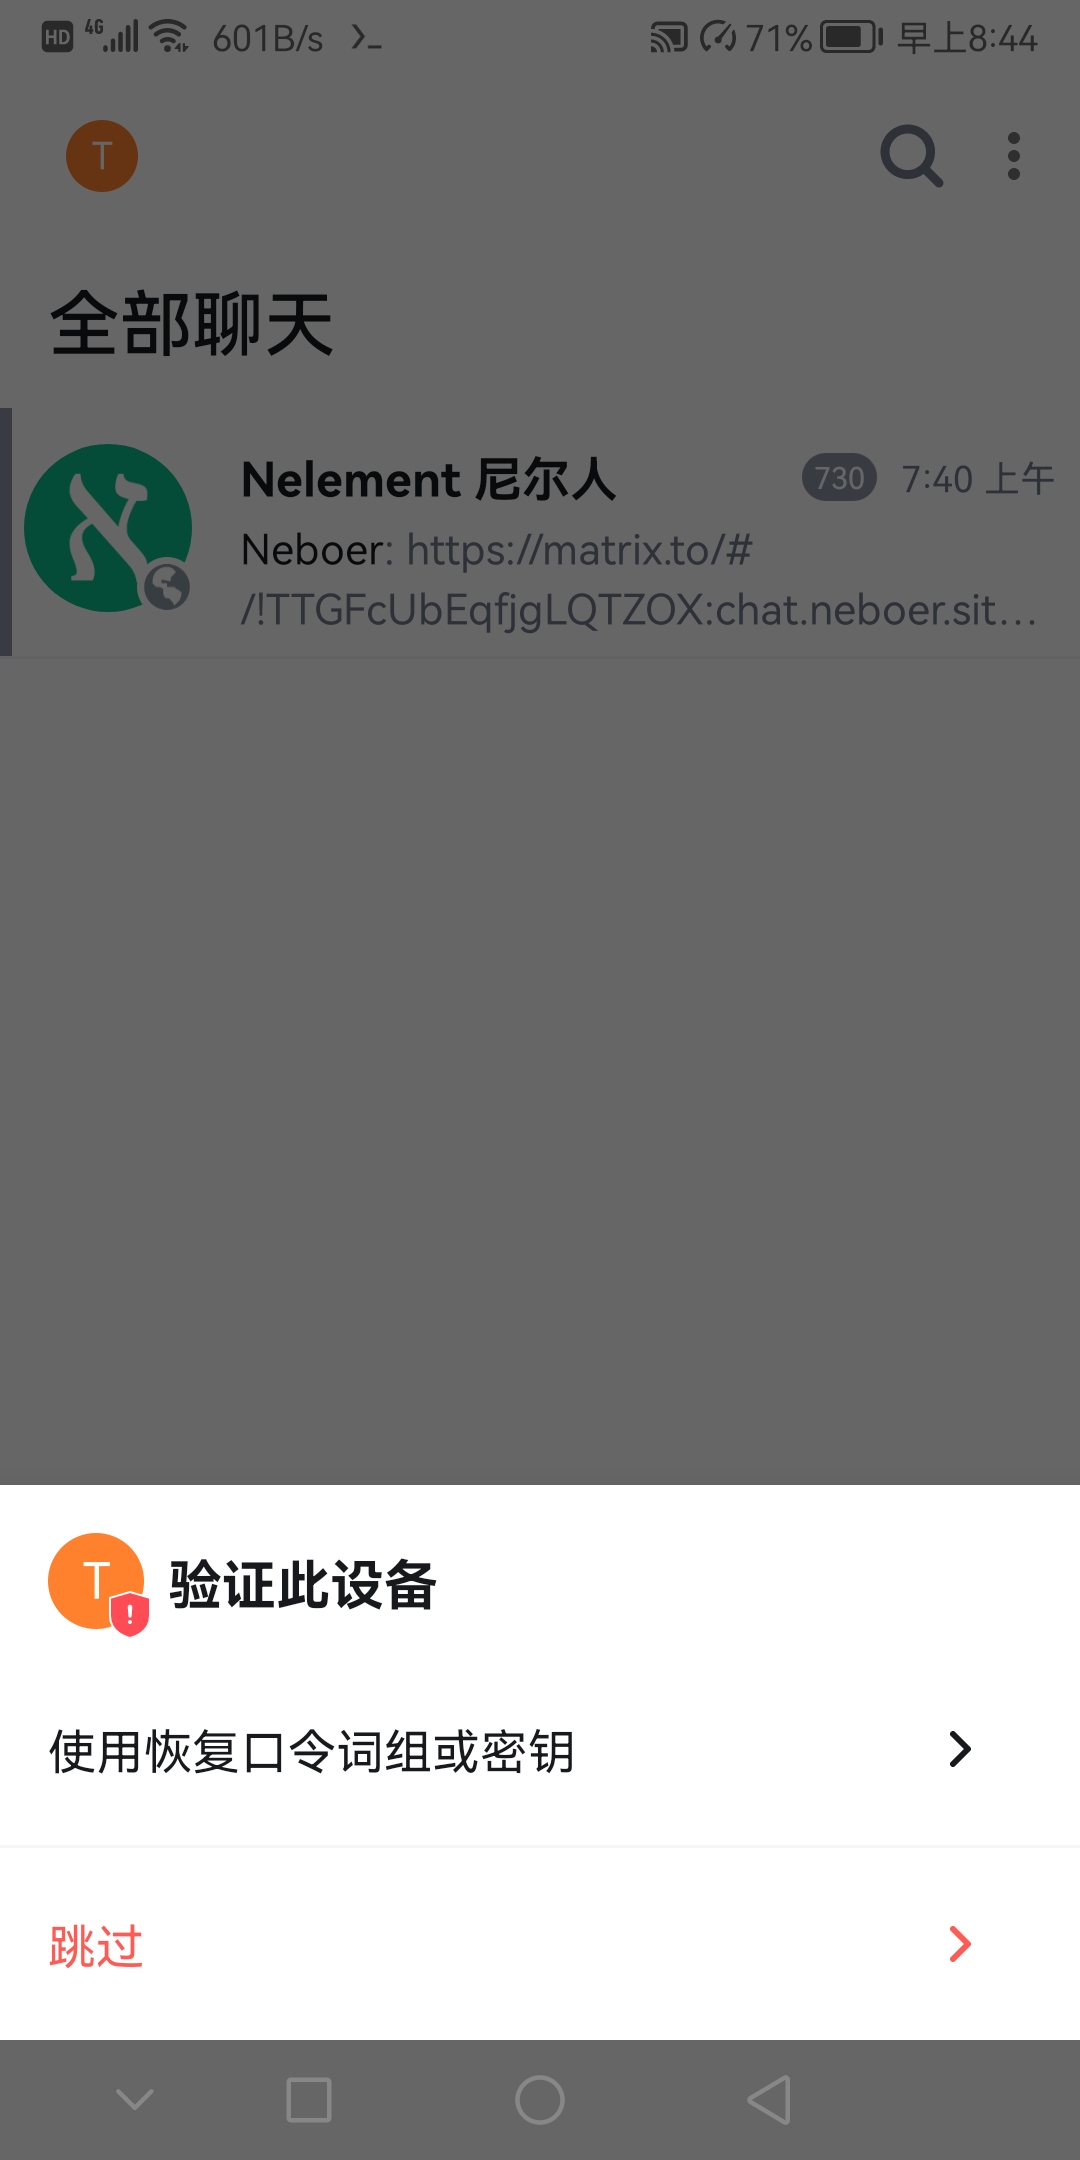 HD 4G 601B/s >_ 71% 早上8:44
T
全部聊天
Nelement 尼尔人 730 7:40 上午
Neboer: https://matrix.to/#
/!TTGFcUbEqfjgLQTZOX:chat.neboer.sit...
T 验证此设备
使用恢复口令词组或密钥
跳过